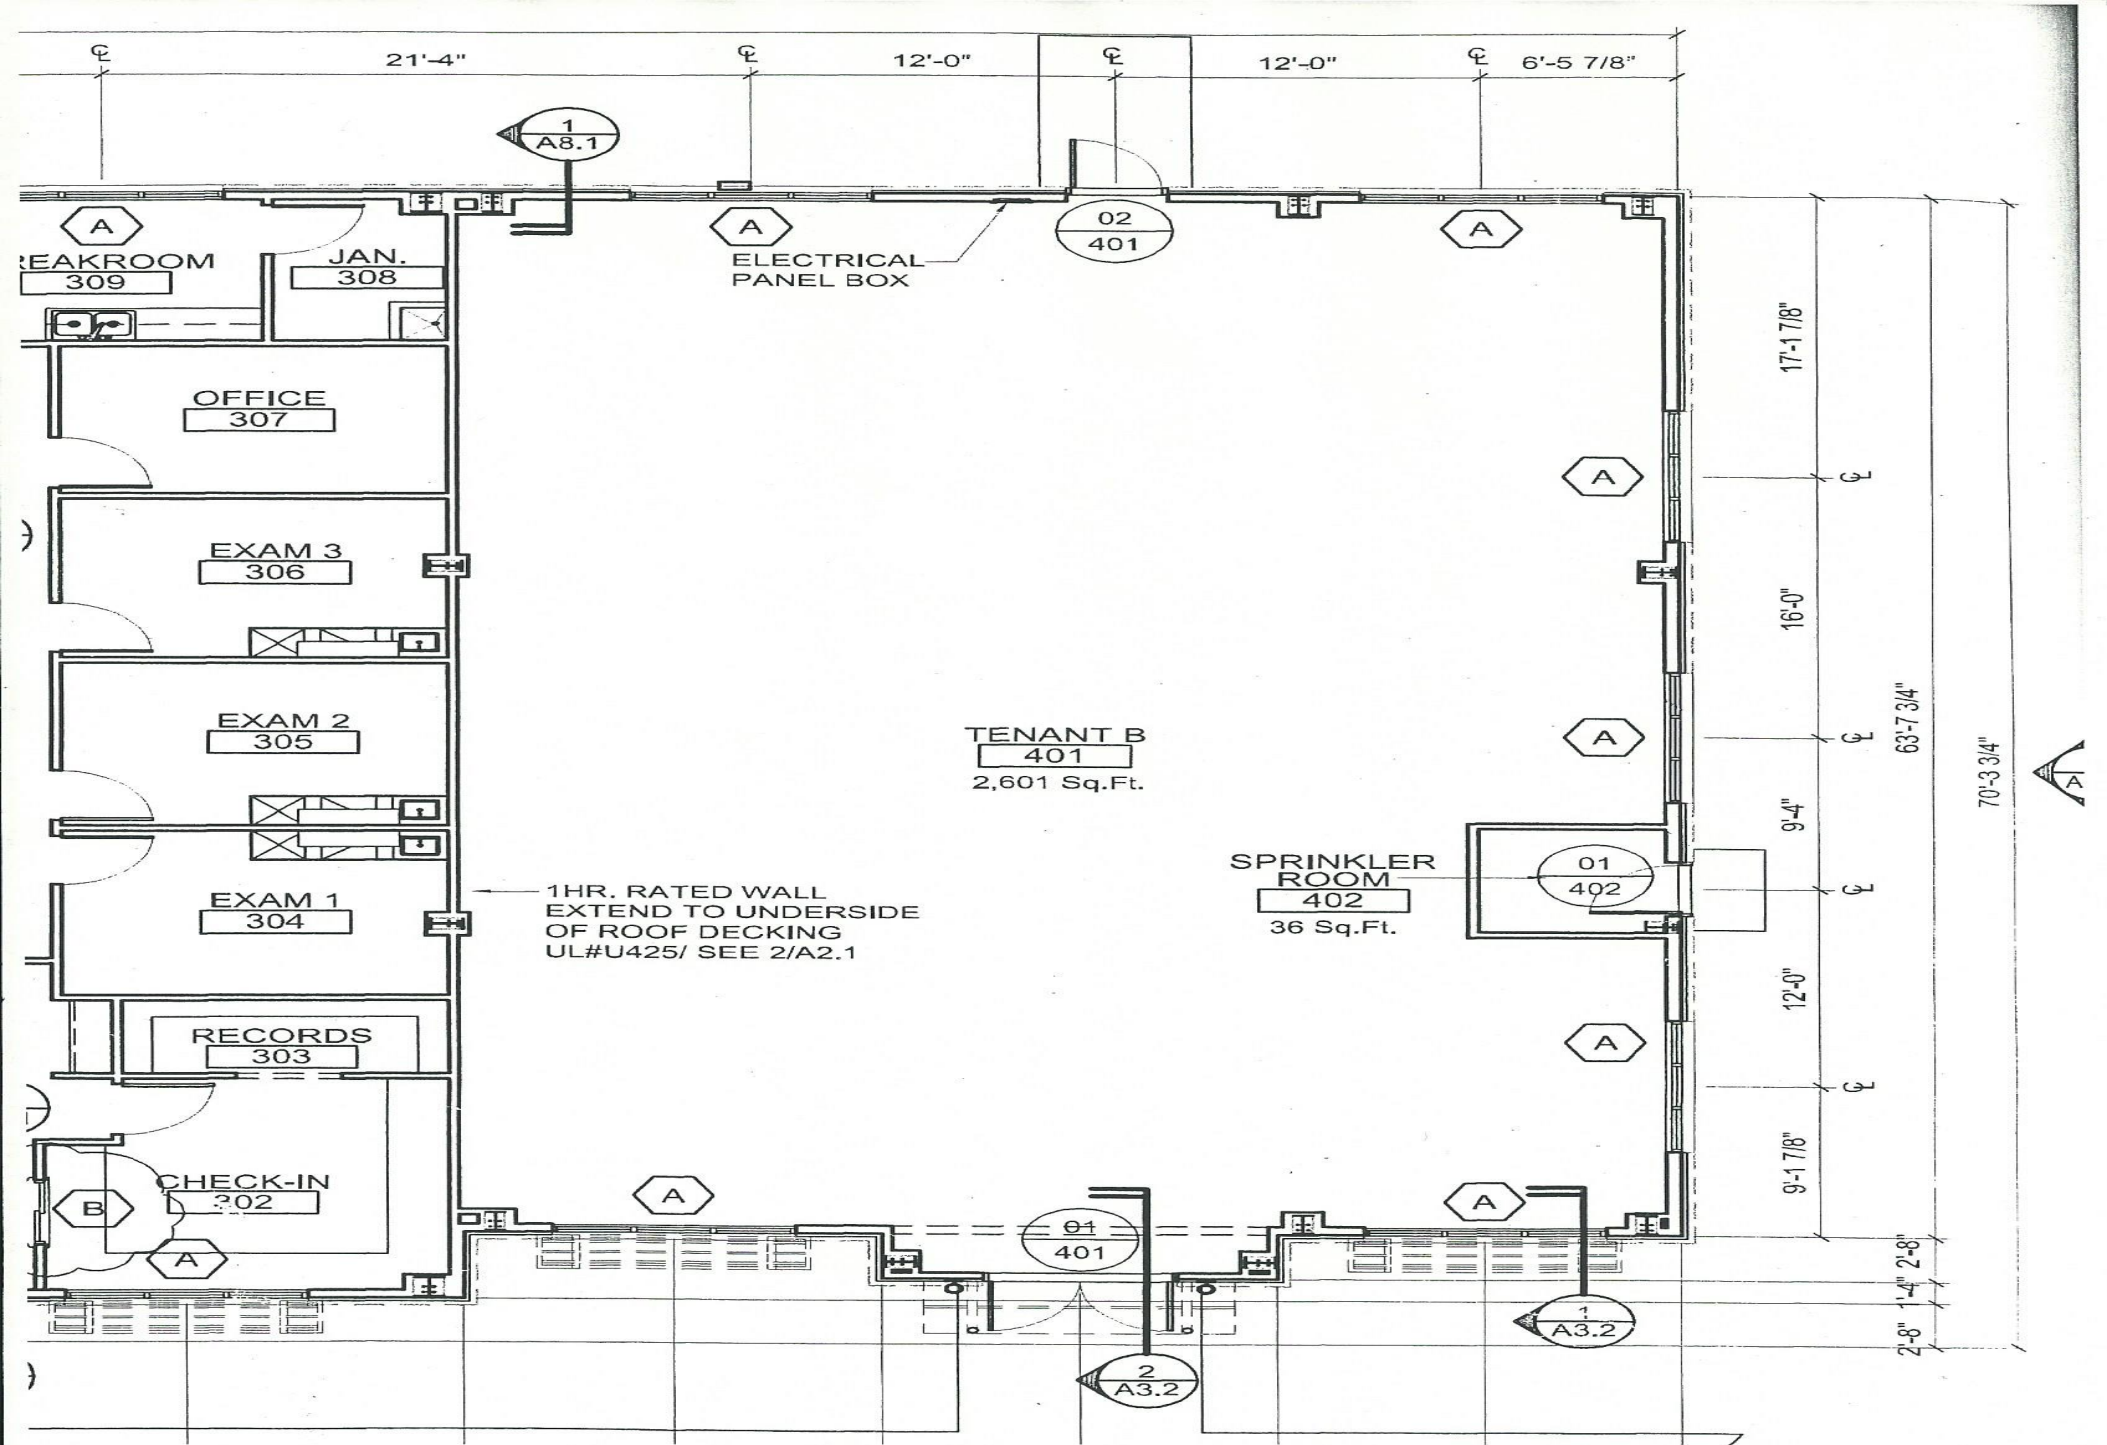 ℄ 21'-4" ℄ 12'-0" ℄ 12'-0" ℄ 6'-5 7/8"
1
A8.1
A
A
A
02
401
ELECTRICAL
PANEL BOX
REAKROOM
309
JAN.
308
17'-1 7/8"
OFFICE
307
A
℄
EXAM 3
306
16'-0"
EXAM 2
305
TENANT B
401
2,601 Sq.Ft.
A
℄
63'-7 3/4"
70'-3 3/4"
A
9'-4"
SPRINKLER
ROOM
402
36 Sq.Ft.
01
402
℄
1HR. RATED WALL
EXTEND TO UNDERSIDE
OF ROOF DECKING
UL#U425/ SEE 2/A2.1
EXAM 1
304
12'-0"
RECORDS
303
A
℄
9'-1 7/8"
CHECK-IN
302
B
A
A
A
01
401
2'-8"
1'-4"
2'-8"
1
A3.2
2
A3.2